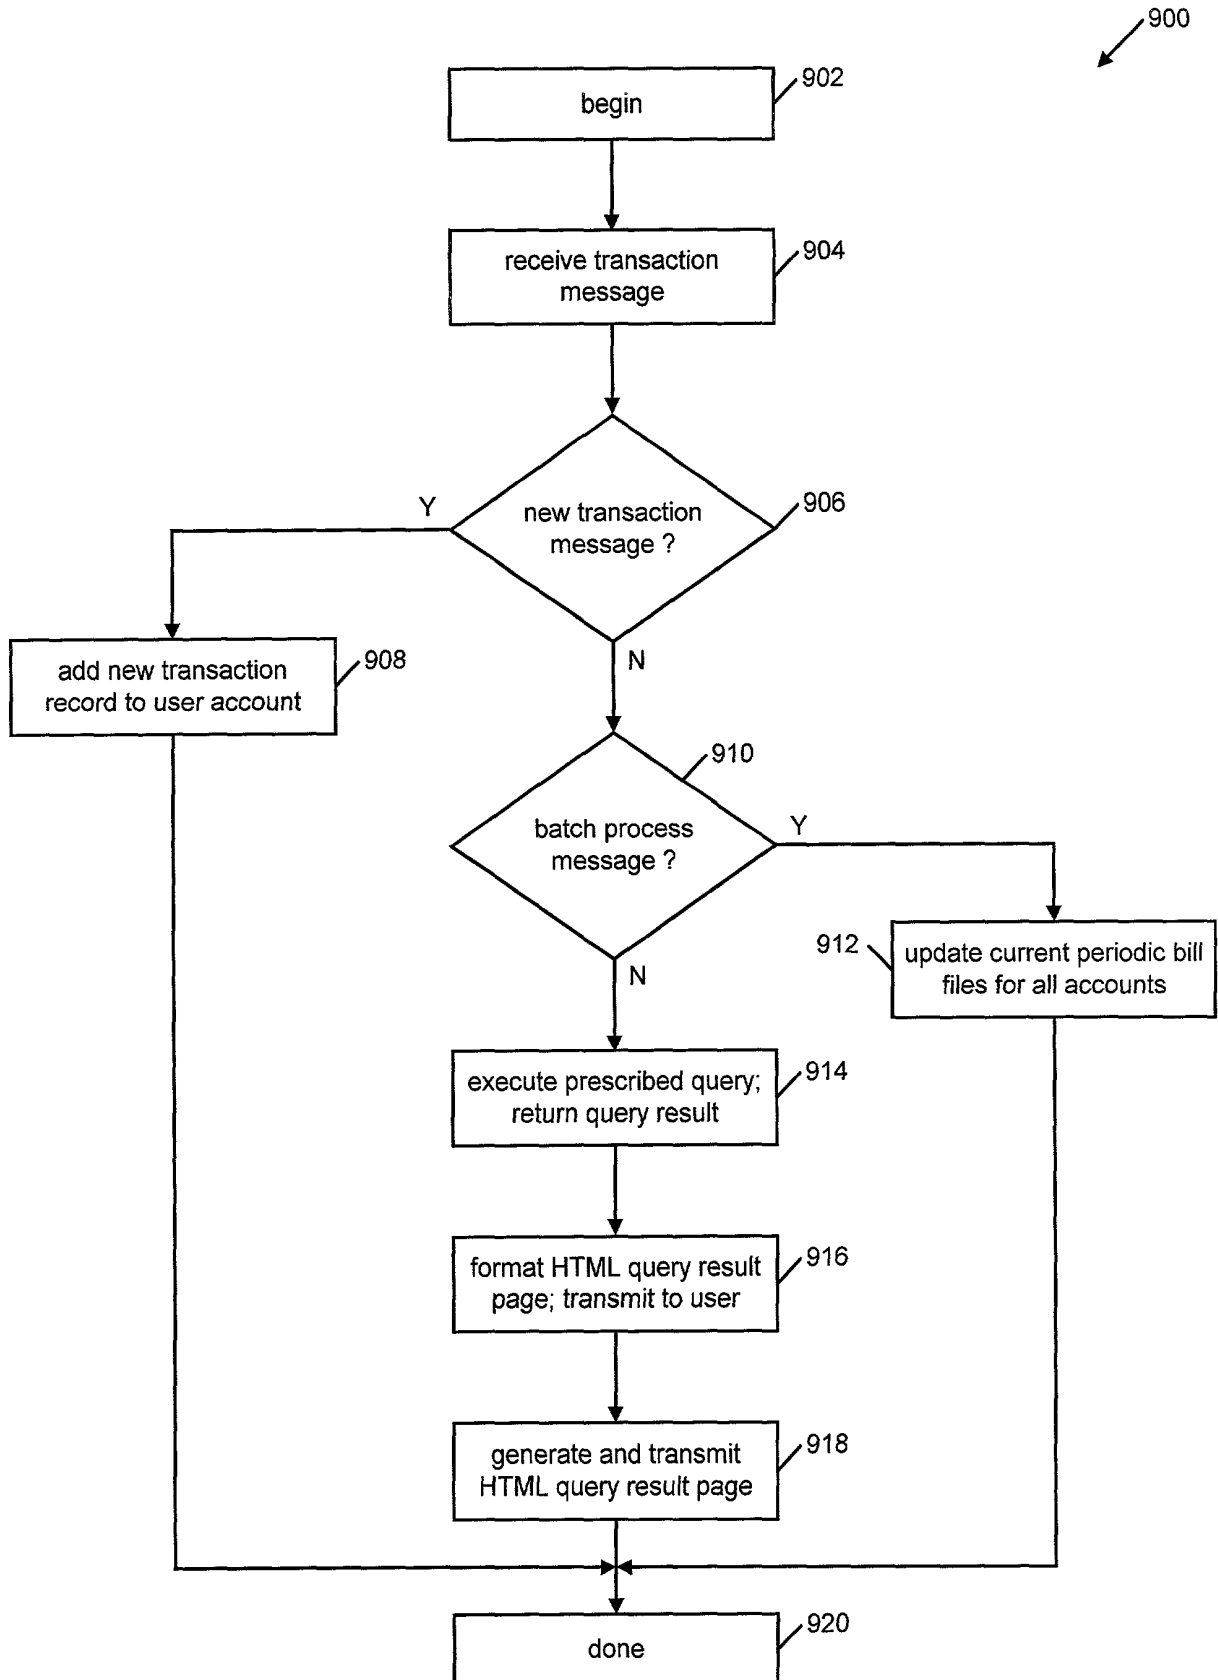 900
902
begin
904
receive transaction
message
906
new transaction
message ?
Y
N
908
add new transaction
record to user account
910
batch process
message ?
Y
N
912
update current periodic bill
files for all accounts
914
execute prescribed query;
return query result
916
format HTML query result
page; transmit to user
918
generate and transmit
HTML query result page
920
done